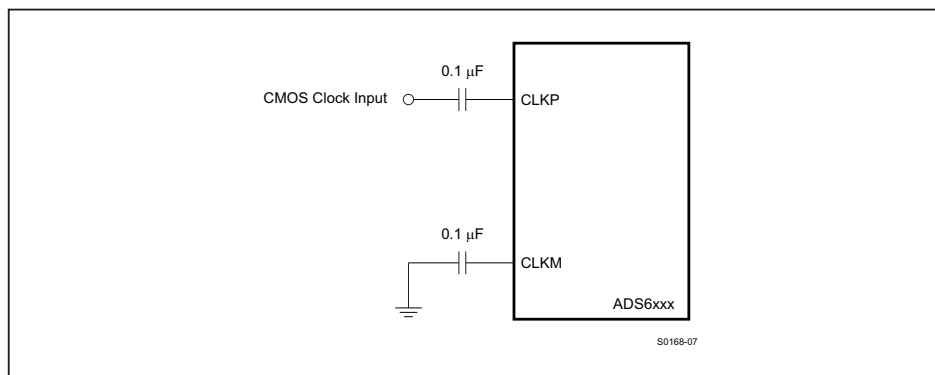 0.1 μF
CMOS Clock Input
CLKP
0.1 μF
CLKM
ADS6xxx
S0168-07